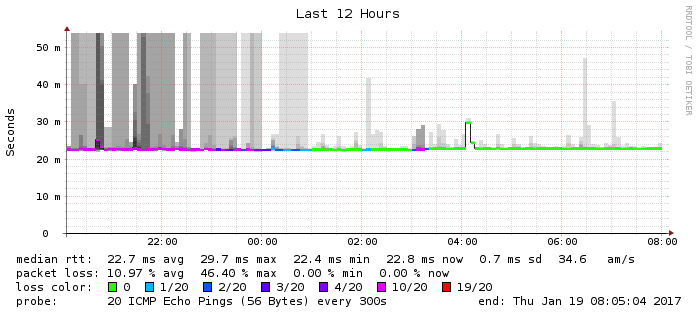 Last 12 Hours
RRDTOOL / TOBI OETIKER
Seconds
50 m
40 m
30 m
20 m
10 m
0
22:00 00:00 02:00 04:00 06:00 08:00
median rtt: 22.7 ms avg 29.7 ms max 22.4 ms min 22.8 ms now 0.7 ms sd 34.6 am/s
packet loss: 10.97 % avg 46.40 % max 0.00 % min 0.00 % now
loss color: 0 1/20 2/20 3/20 4/20 10/20 19/20
probe: 20 ICMP Echo Pings (56 Bytes) every 300s end: Thu Jan 19 08:05:04 2017